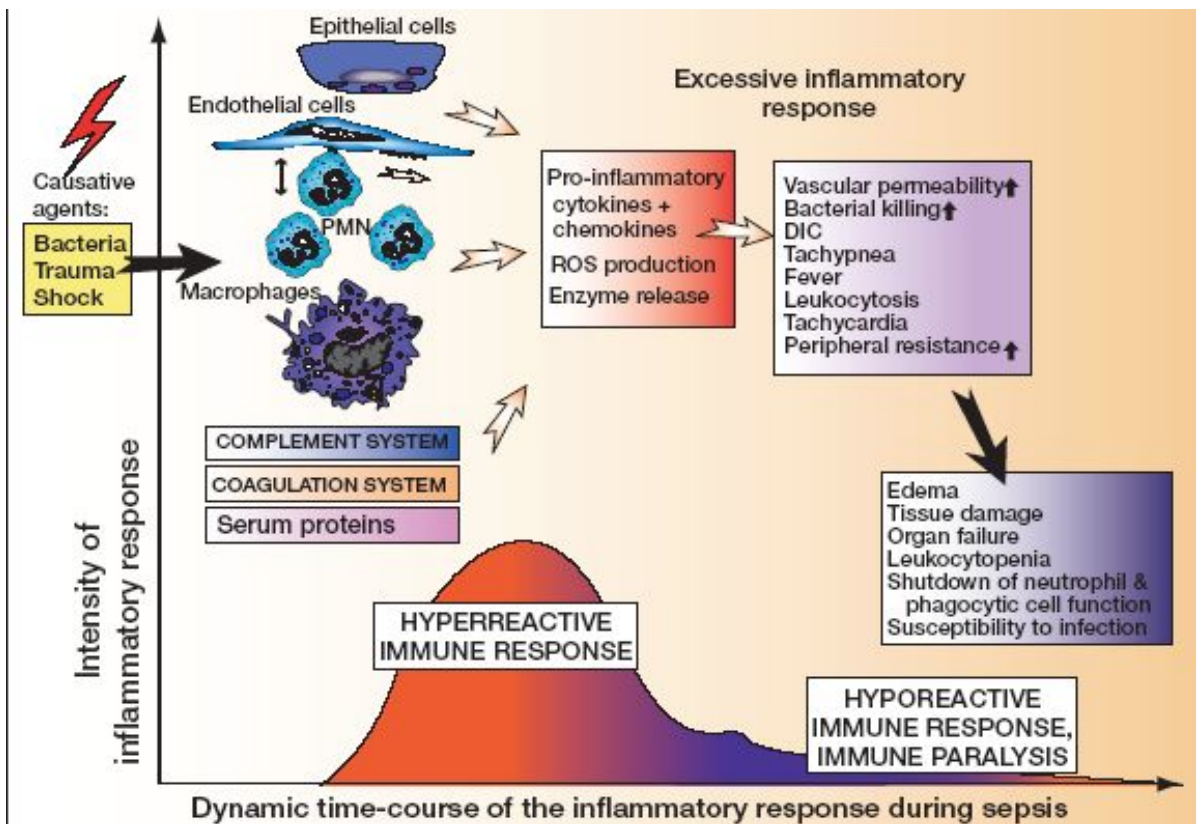 Epithelial cells
Endothelial cells
Causative
agents:
Bacteria
Trauma
Shock
PMN
Macrophages
COMPLEMENT SYSTEM
COAGULATION SYSTEM
Serum proteins
Excessive inflammatory
response
Pro-inflammatory
cytokines +
chemokines
ROS production
Enzyme release
Vascular permeability⬆
Bacterial killing⬆
DIC
Tachypnea
Fever
Leukocytosis
Tachycardia
Peripheral resistance⬆
Edema
Tissue damage
Organ failure
Leukocytopenia
Shutdown of neutrophil &
phagocytic cell function
Susceptibility to infection
Intensity of
inflammatory response
HYPERREACTIVE
IMMUNE RESPONSE
HYPOREACTIVE
IMMUNE RESPONSE,
IMMUNE PARALYSIS
Dynamic time-course of the inflammatory response during sepsis